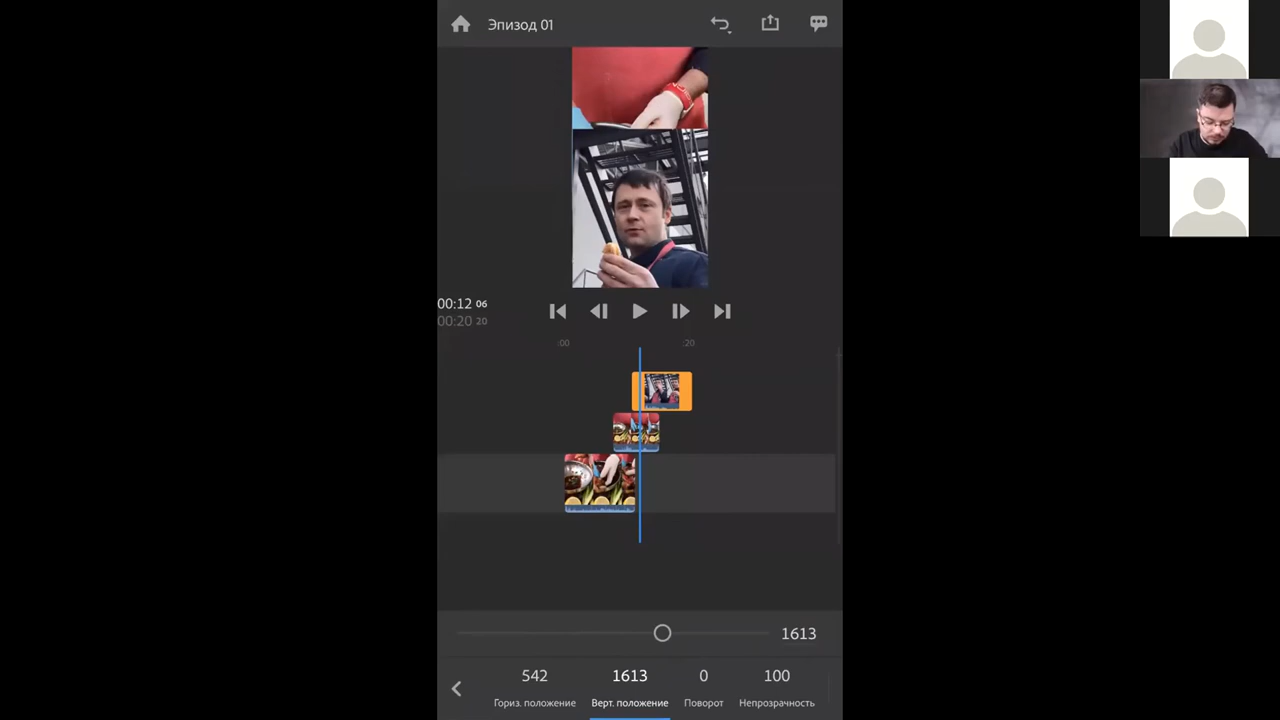 Эпизод 01
00:12 06
00:20 20
:00 :20
1613
542 1613 0 100
Гориз. положение Верт. положение Поворот Непрозрачность